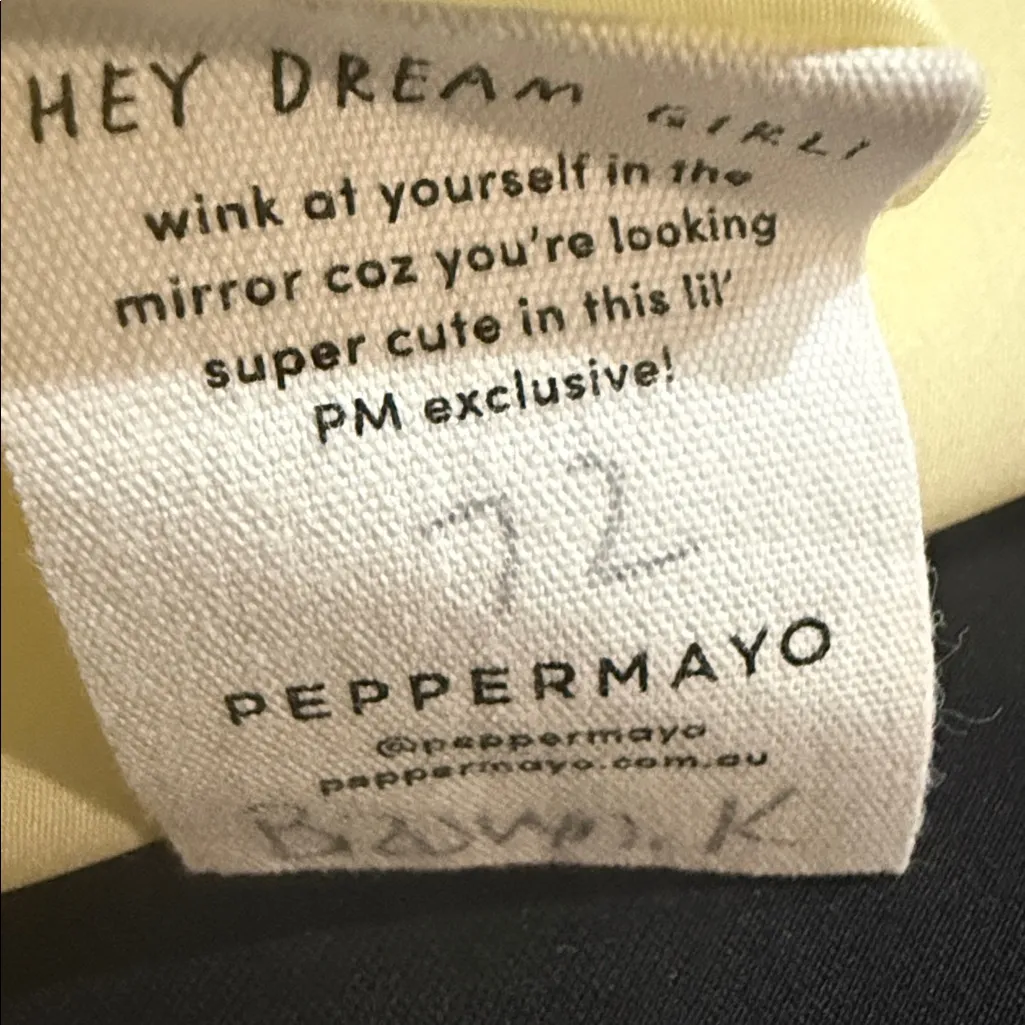 HEY DREAM GIRL!
wink at yourself in the
mirror coz you're looking
super cute in this lil'
PM exclusive!
72
PEPPERMAYO
@peppermayo
peppermayo.com.au
K